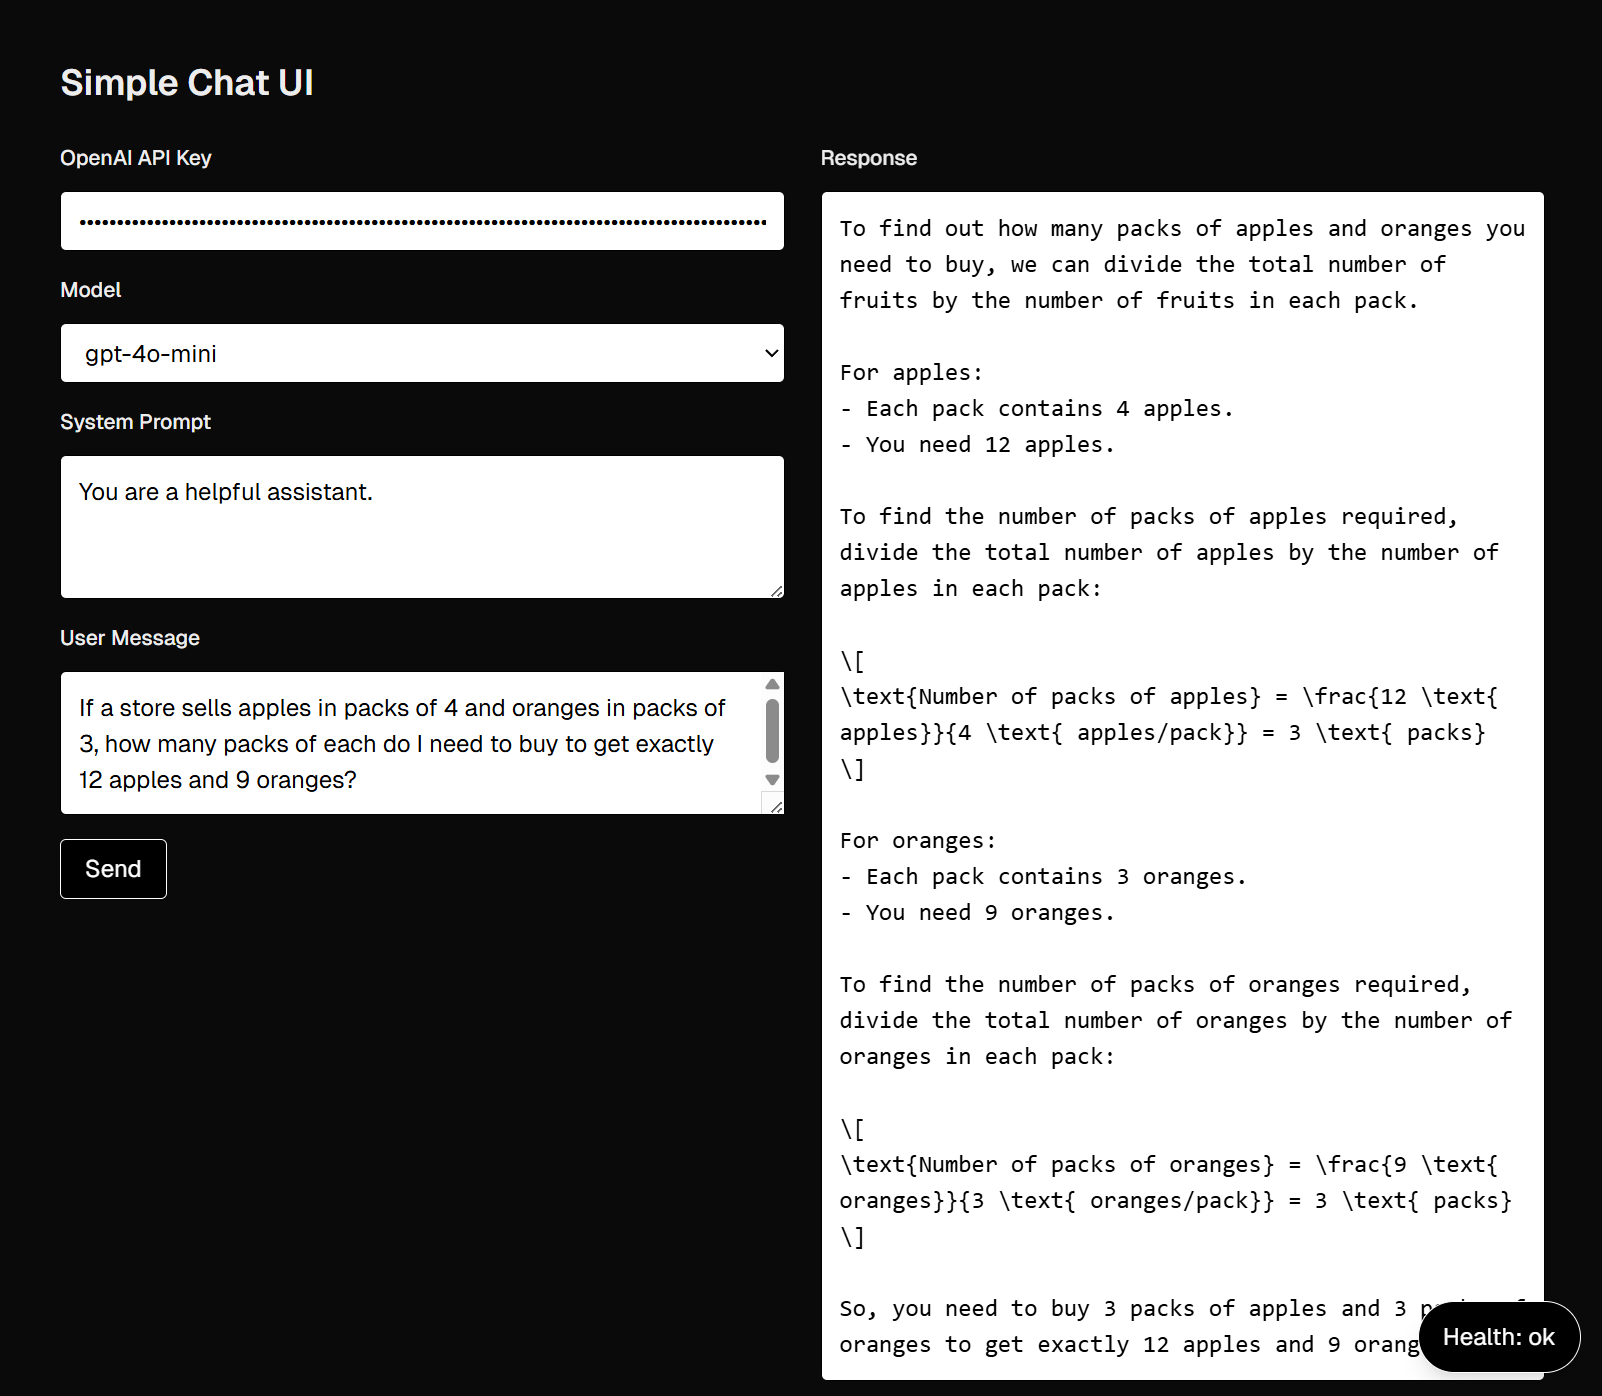 Simple Chat UI
OpenAI API Key
Model
gpt-4o-mini
System Prompt
You are a helpful assistant.
User Message
If a store sells apples in packs of 4 and oranges in packs of
3, how many packs of each do I need to buy to get exactly
12 apples and 9 oranges?
Send
Response
To find out how many packs of apples and oranges you
need to buy, we can divide the total number of
fruits by the number of fruits in each pack.
For apples:
- Each pack contains 4 apples.
- You need 12 apples.
To find the number of packs of apples required,
divide the total number of apples by the number of
apples in each pack:
\[
\text{Number of packs of apples} = \frac{12 \text{
apples}}{4 \text{ apples/pack}} = 3 \text{ packs}
\]
For oranges:
- Each pack contains 3 oranges.
- You need 9 oranges.
To find the number of packs of oranges required,
divide the total number of oranges by the number of
oranges in each pack:
\[
\text{Number of packs of oranges} = \frac{9 \text{
oranges}}{3 \text{ oranges/pack}} = 3 \text{ packs}
\]
So, you need to buy 3 packs of apples and 3
oranges to get exactly 12 apples and 9
Health: ok